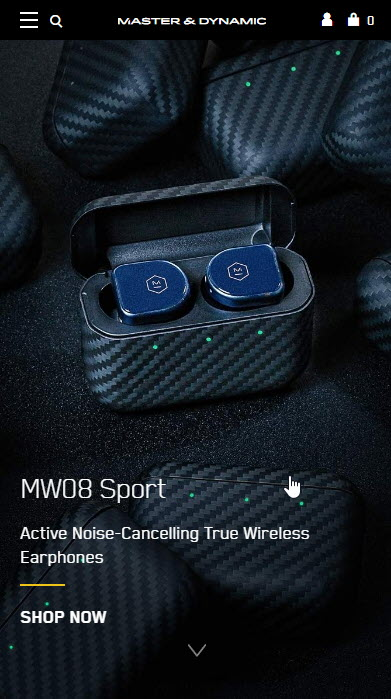 MASTER & DYNAMIC
0
MW08 Sport
Active Noise-Cancelling True Wireless
Earphones
SHOP NOW